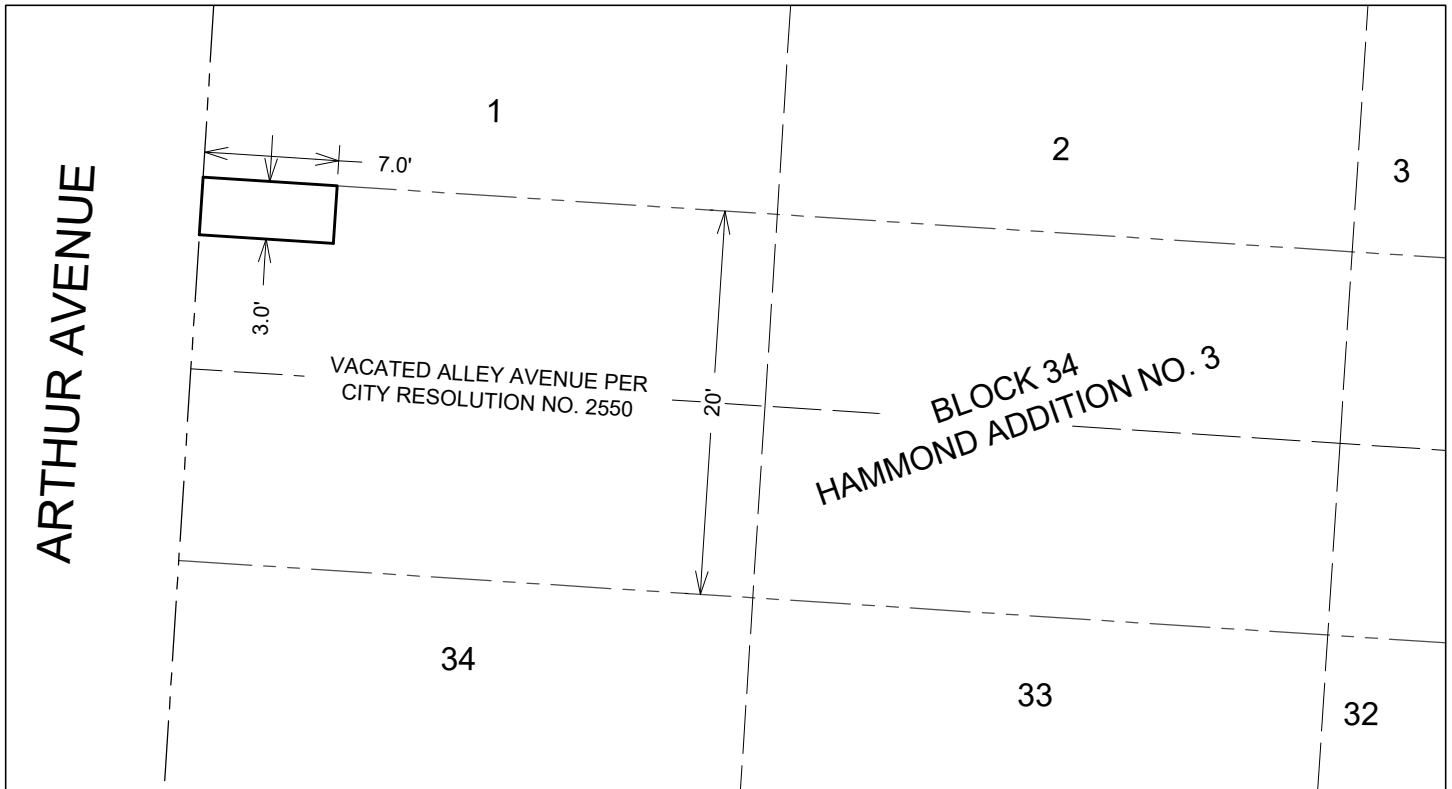 1
2
3
7.0'
ARTHUR AVENUE
3.0'
VACATED ALLEY AVENUE PER
CITY RESOLUTION NO. 2550
20'
BLOCK 34
HAMMOND ADDITION NO. 3
34
33
32